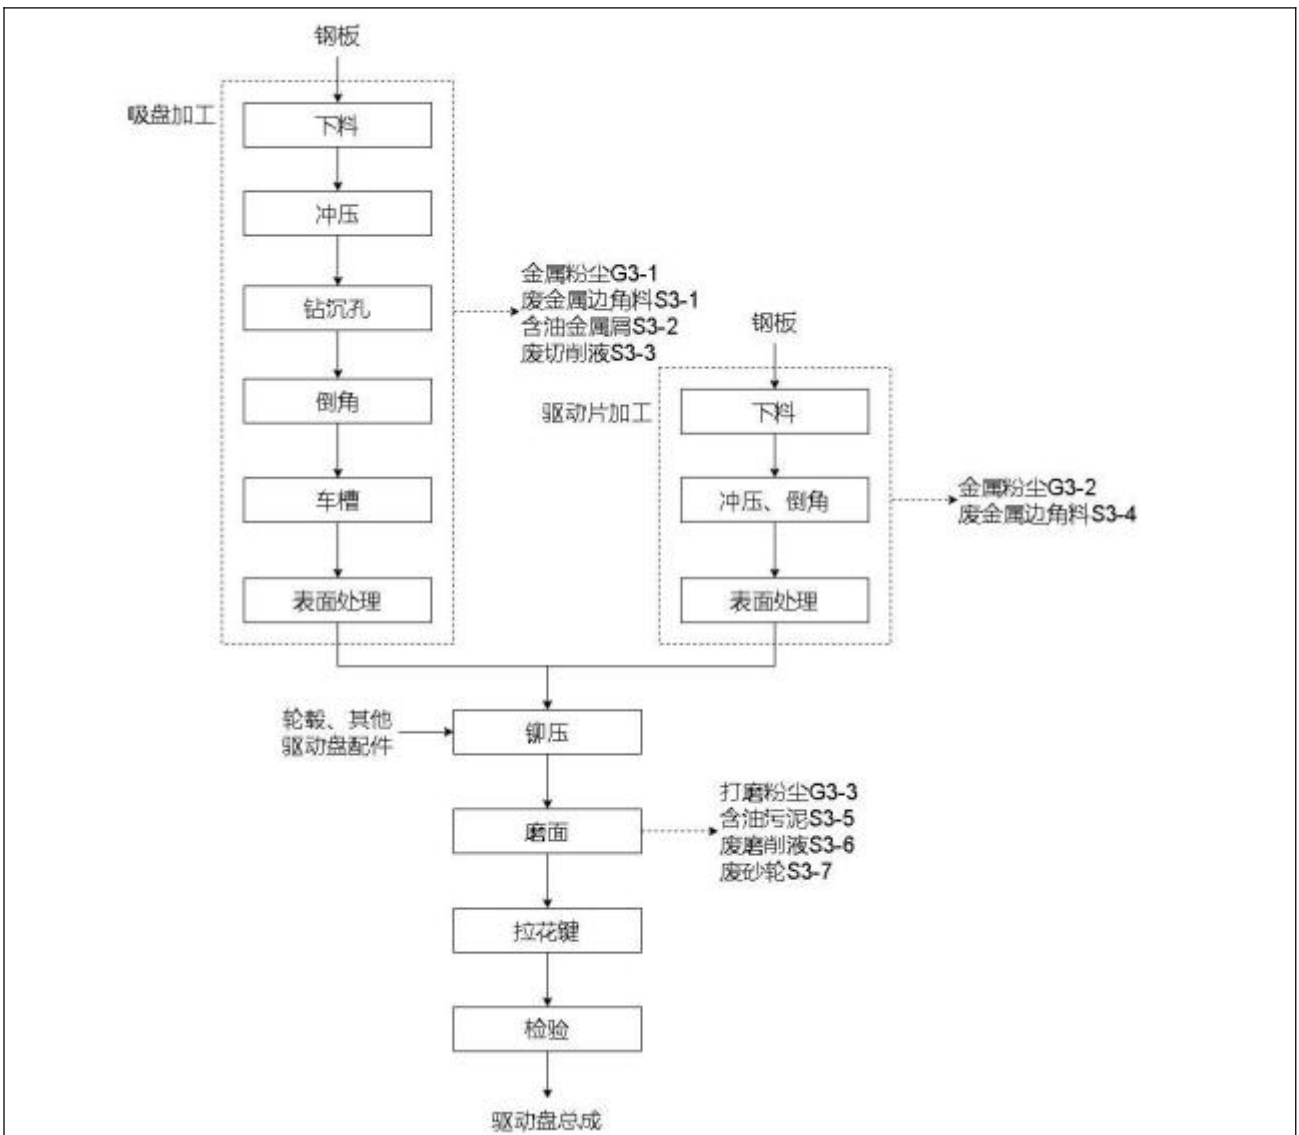 钢板
吸盘加工
下料
冲压
钻沉孔
倒角
车槽
表面处理
金属粉尘G3-1
废金属边角料S3-1
含油金属屑S3-2
废切削液S3-3
钢板
驱动片加工
下料
冲压、倒角
表面处理
金属粉尘G3-2
废金属边角料S3-4
轮毂、其他
驱动盘配件
铆压
磨面
打磨粉尘G3-3
含油污泥S3-5
废磨削液S3-6
废砂轮S3-7
拉花键
检验
驱动盘总成